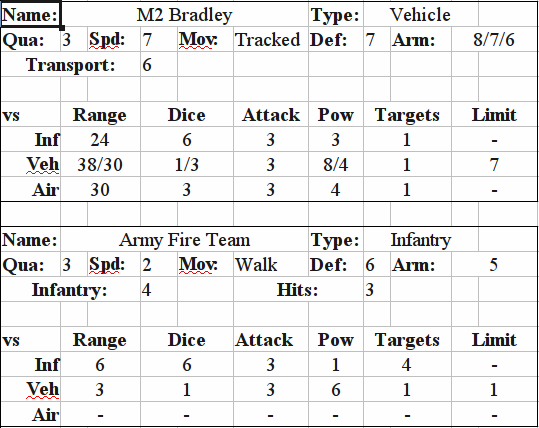 Name: M2 Bradley Type: Vehicle
Qua: 3 Spd: 7 Mov: Tracked Def: 7 Arm: 8/7/6
Transport: 6
vs Range Dice Attack Pow Targets Limit
Inf 24 6 3 3 1 -
Veh 38/30 1/3 3 8/4 1 7
Air 30 3 3 4 1 -
Name: Army Fire Team Type: Infantry
Qua: 3 Spd: 2 Mov: Walk Def: 6 Arm: 5
Infantry: 4 Hits: 3
vs Range Dice Attack Pow Targets Limit
Inf 6 6 3 1 4 -
Veh 3 1 3 6 1 1
Air - - - - - -